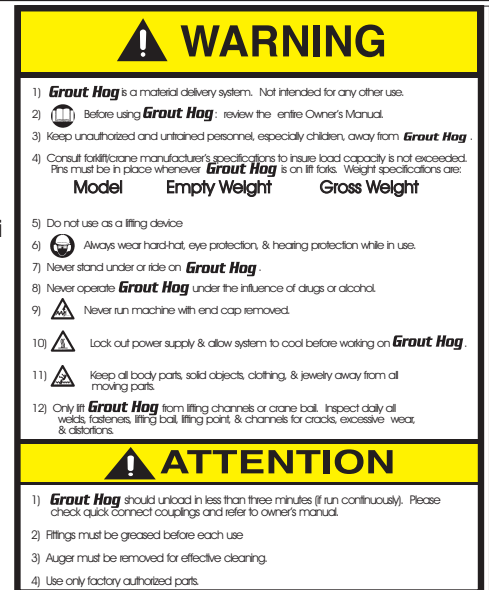 WARNING
1) Grout Hog is a material delivery system. Not intended for any other use.
2) Before using Grout Hog : review the entire Owner's Manual.
3) Keep unauthorized and untrained personnel, especially children, away from Grout Hog .
4) Consult forklift/crane manufacturer's specifications to insure load capacity is not exceeded.
Pins must be in place whenever Grout Hog is on lift forks. Weight specifications are:
Model Empty Weight Gross Weight
5) Do not use as a lifting device
6) Always wear hard-hat, eye protection, & hearing protection while in use.
7) Never stand under or ride on Grout Hog .
8) Never operate Grout Hog under the influence of drugs or alcohol.
9) Never run machine with end cap removed.
10) Lock out power supply & allow system to cool before working on Grout Hog .
11) Keep all body parts, solid objects, clothing, & jewelry away from all
moving parts.
12) Only lift Grout Hog from lifting channels or crane bail. Inspect daily all
welds, fasteners, lifting bail, lifting point, & channels for cracks, excessive wear,
& distortions.
ATTENTION
1) Grout Hog should unload in less than three minutes (if run continuously). Please
check quick connect couplings and refer to owner's manual.
2) Fittings must be greased before each use
3) Auger must be removed for effective cleaning.
4) Use only factory authorized parts.